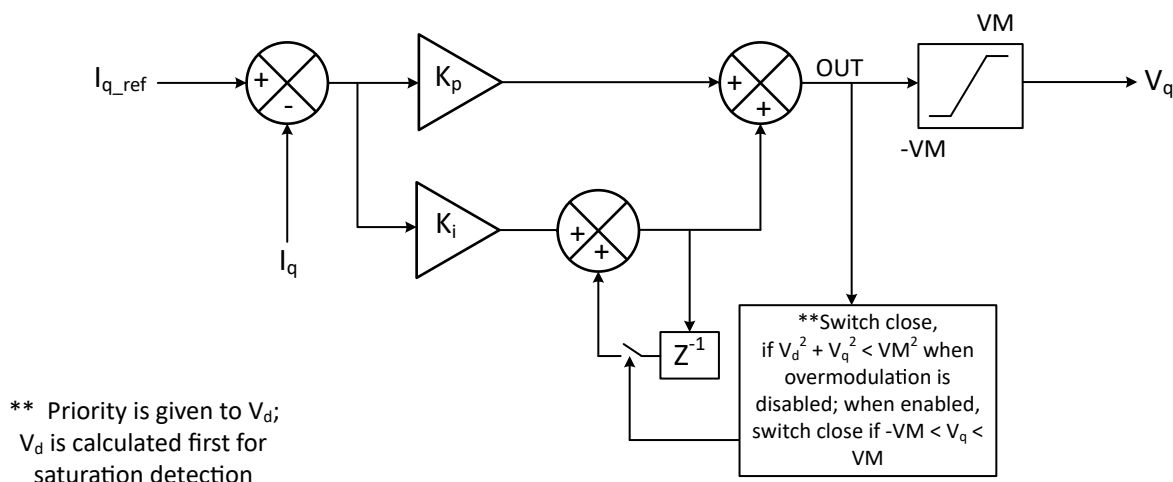 VM
I_q_ref
+
-
K_p
+
+
OUT
V_q
-VM
K_i
+
+
I_q
Z^-1
**Switch close,
if V_d^2 + V_q^2 < VM^2 when
overmodulation is
disabled; when enabled,
switch close if -VM < V_q <
VM
** Priority is given to V_d;
V_d is calculated first for
saturation detection